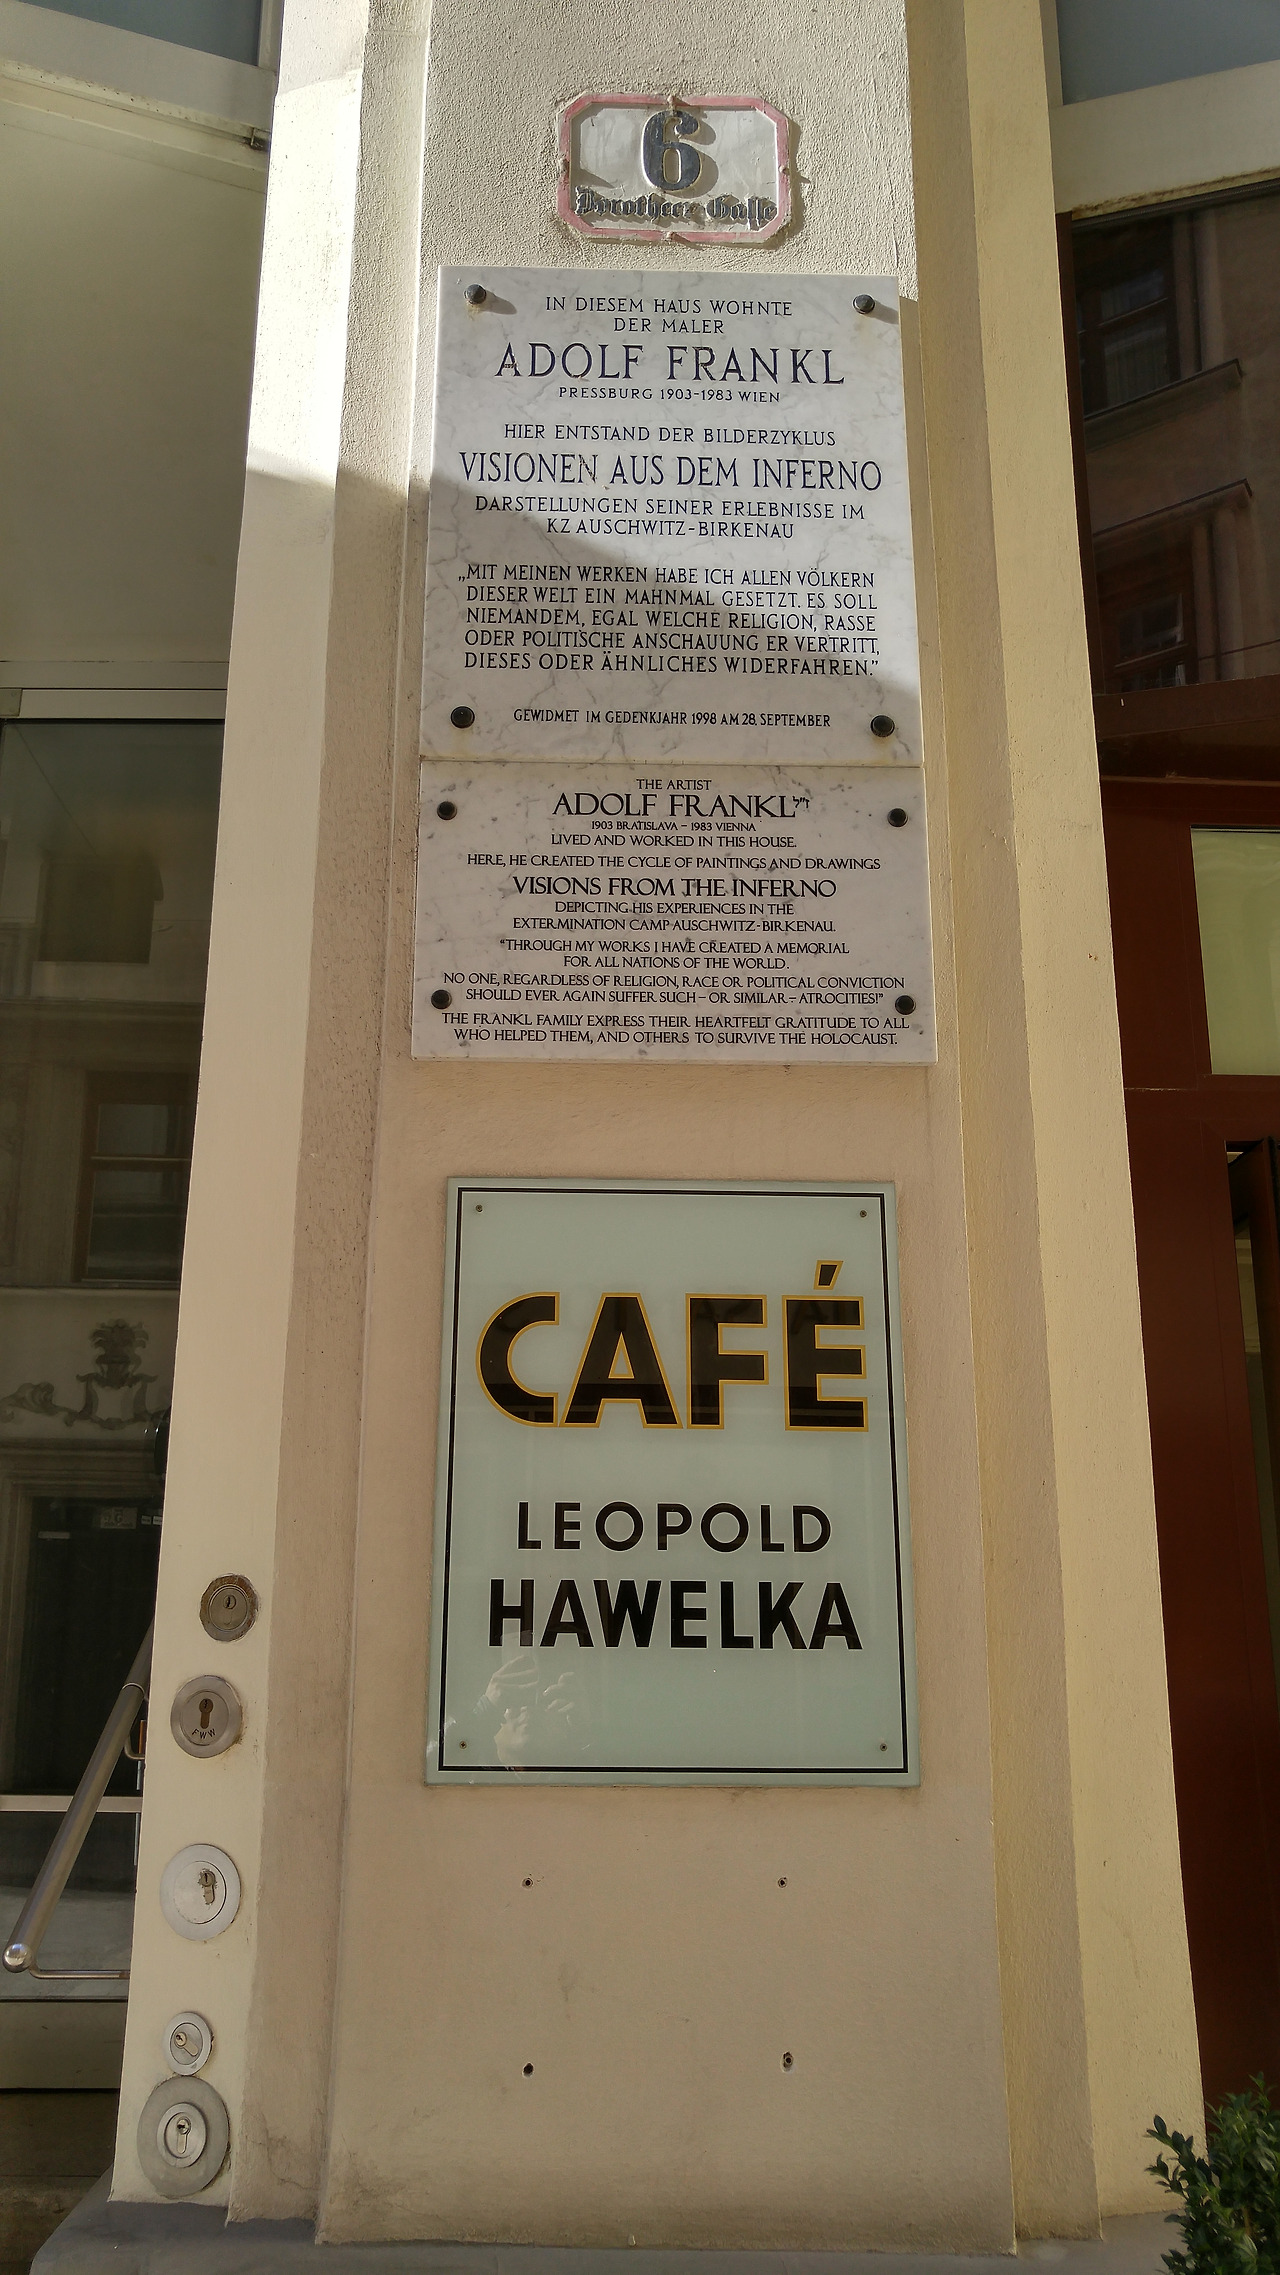 6
Dorotheer-Gasse
IN DIESEM HAUS WOHNTE
DER MALER
ADOLF FRANKL
PRESSBURG 1903-1983 WIEN
HIER ENTSTAND DER BILDERZYKLUS
VISIONEN AUS DEM INFERNO
DARSTELLUNGEN SEINER ERLEBNISSE IM
KZ AUSCHWITZ-BIRKENAU
„MIT MEINEN WERKEN HABE ICH ALLEN VÖLKERN
DIESER WELT EIN MAHNMAL GESETZT. ES SOLL
NIEMANDEM, EGAL WELCHE RELIGION, RASSE
ODER POLITISCHE ANSCHAUUNG ER VERTRITT,
DIESES ODER ÄHNLICHES WIDERFAHREN.”
GEWIDMET IM GEDENKJAHR 1998 AM 28. SEPTEMBER
THE ARTIST
ADOLF FRANKL ז״ל
1903 BRATISLAVA – 1983 VIENNA
LIVED AND WORKED IN THIS HOUSE.
HERE, HE CREATED THE CYCLE OF PAINTINGS AND DRAWINGS
VISIONS FROM THE INFERNO
DEPICTING HIS EXPERIENCES IN THE
EXTERMINATION CAMP AUSCHWITZ-BIRKENAU.
“THROUGH MY WORKS I HAVE CREATED A MEMORIAL
FOR ALL NATIONS OF THE WORLD.
NO ONE, REGARDLESS OF RELIGION, RACE OR POLITICAL CONVICTION
SHOULD EVER AGAIN SUFFER SUCH – OR SIMILAR – ATROCITIES!”
THE FRANKL FAMILY EXPRESS THEIR HEARTFELT GRATITUDE TO ALL
WHO HELPED THEM, AND OTHERS TO SURVIVE THE HOLOCAUST.
CAFÉ
LEOPOLD
HAWELKA
FWW